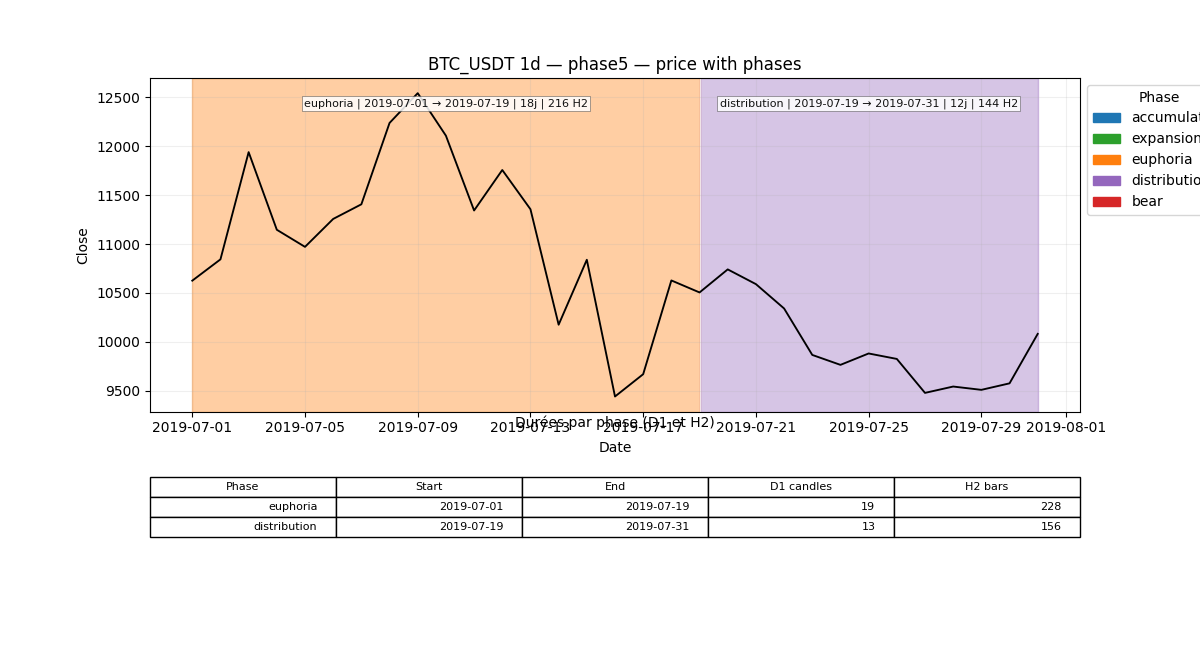 BTC_USDT 1d — phase5 — price with phases
euphoria | 2019-07-01 → 2019-07-19 | 18j | 216 H2
distribution | 2019-07-19 → 2019-07-31 | 12j | 144 H2
Phase
accumulat
expansion
euphoria
distributio
bear
Close
12500
12000
11500
11000
10500
10000
9500
2019-07-01 2019-07-05 2019-07-09 2019-07-13 2019-07-17 2019-07-21 2019-07-25 2019-07-29 2019-08-01
Durées par phase (D1 et H2)
Date
Phase Start End D1 candles H2 bars
euphoria 2019-07-01 2019-07-19 19 228
distribution 2019-07-19 2019-07-31 13 156